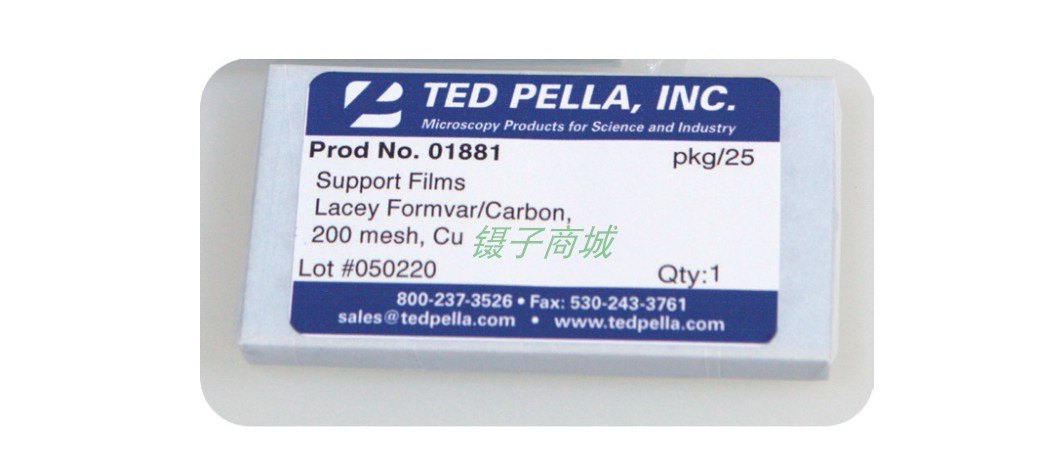 TED PELLA, INC.
Microscopy Products for Science and Industry
Prod No. 01881 pkg/25
Support Films
Lacey Formvar/Carbon,
200 mesh, Cu
镊子商城
Lot #050220 Qty:1
800-237-3526 • Fax: 530-243-3761
sales@tedpella.com • www.tedpella.com